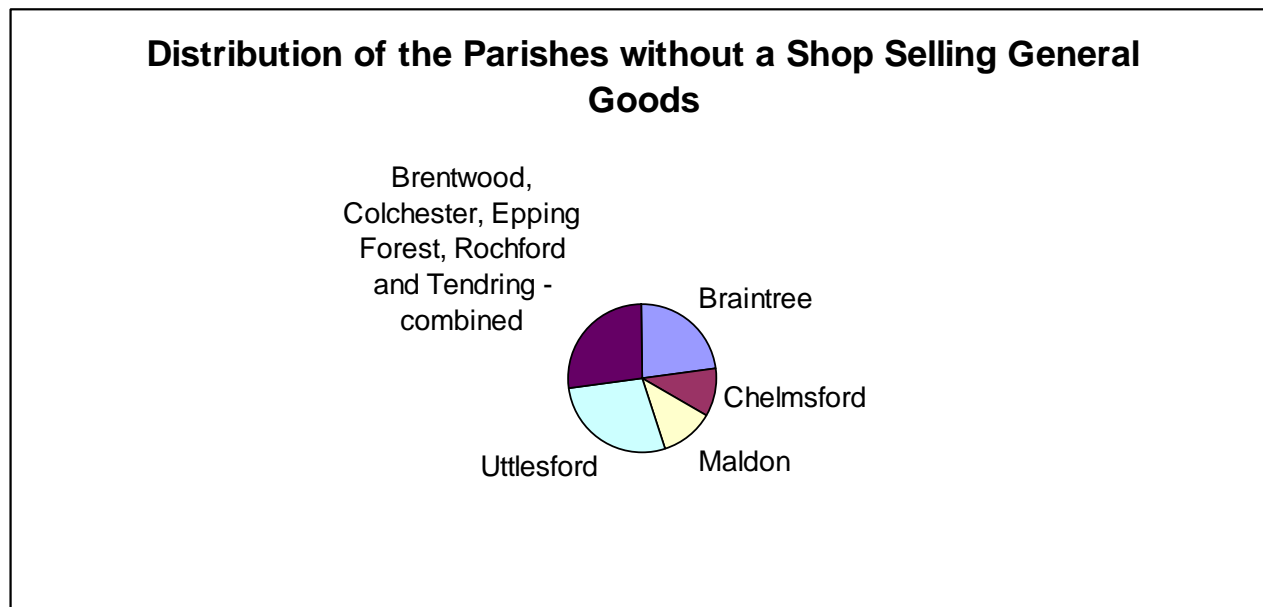 Distribution of the Parishes without a Shop Selling General
Goods
Brentwood,
Colchester, Epping
Forest, Rochford
and Tendring -
combined
Braintree
Chelmsford
Maldon
Uttlesford